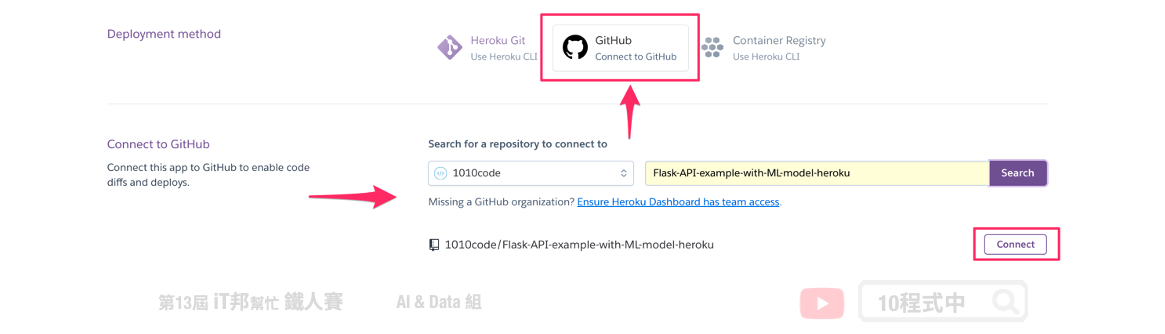 Deployment method
Heroku Git
Use Heroku CLI
GitHub
Connect to GitHub
Container Registry
Use Heroku CLI
Connect to GitHub
Connect this app to GitHub to enable code
diffs and deploys.
Search for a repository to connect to
1010code
Flask-API-example-with-ML-model-heroku
Search
Missing a GitHub organization? Ensure Heroku Dashboard has team access.
1010code/Flask-API-example-with-ML-model-heroku
Connect
第13屆 iT邦幫忙 鐵人賽
AI & Data 組
10程式中